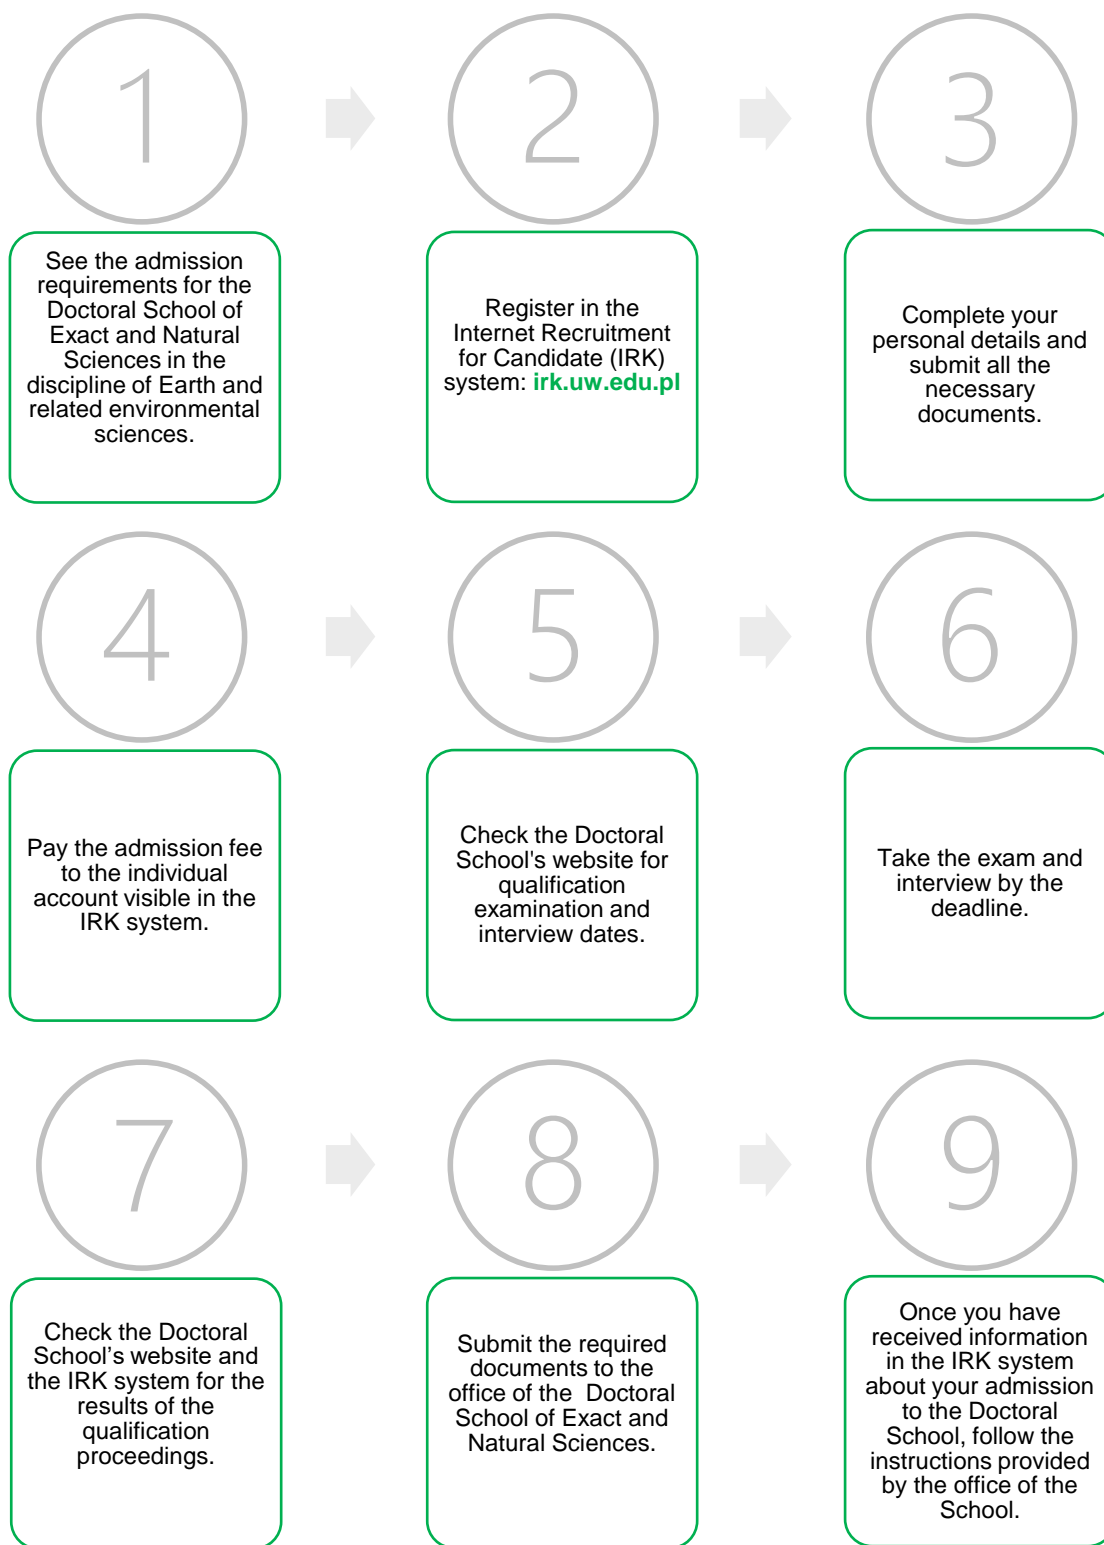 1
See the admission
requirements for the
Doctoral School of
Exact and Natural
Sciences in the
discipline of Earth and
related environmental
sciences.
2
Register in the
Internet Recruitment
for Candidate (IRK)
system: irk.uw.edu.pl
3
Complete your
personal details and
submit all the
necessary
documents.
4
Pay the admission fee
to the individual
account visible in the
IRK system.
5
Check the Doctoral
School's website for
qualification
examination and
interview dates.
6
Take the exam and
interview by the
deadline.
7
Check the Doctoral
School’s website and
the IRK system for the
results of the
qualification
proceedings.
8
Submit the required
documents to the
office of the  Doctoral
School of Exact and
Natural Sciences.
9
Once you have
received information
in the IRK system
about your admission
to the Doctoral
School, follow the
instructions provided
by the office of the
School.